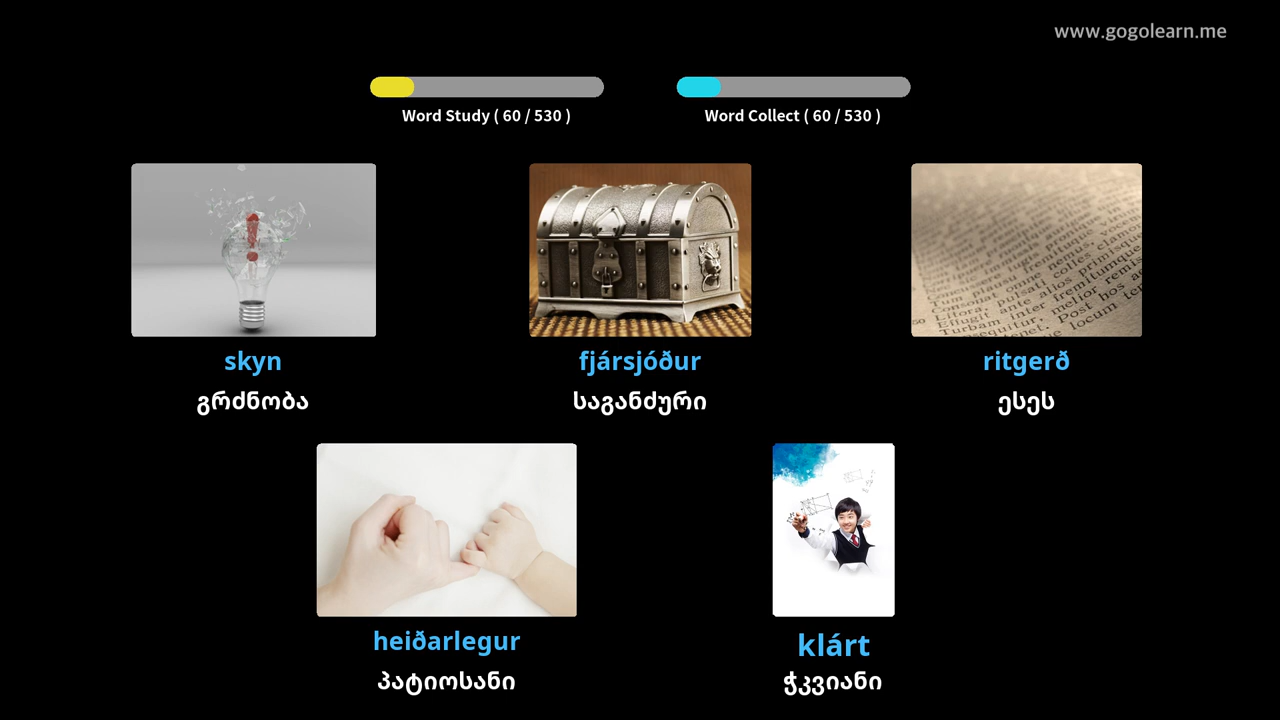 www.gogolearn.me
Word Study ( 60 / 530 )
Word Collect ( 60 / 530 )
skyn
გრძნობა
fjársjóður
საგანძური
ritgerð
ესეს
heiðarlegur
პატიოსანი
klárt
ჭკვიანი